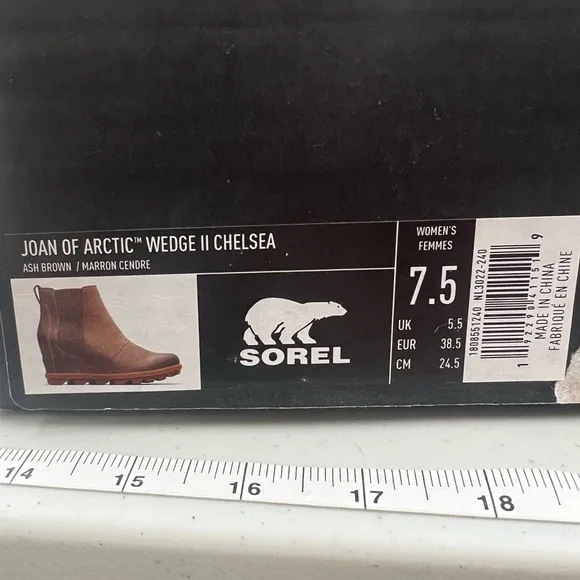 JOAN OF ARCTIC™ WEDGE II CHELSEA
ASH BROWN / MARRON CENDRE
SOREL
WOMEN'S
FEMMES
7.5
UK 5.5
EUR 38.5
CM 24.5
1808551240 NL3022-240
MADE IN CHINA
FABRIQUÉ EN CHINE
14 15 16 17 18